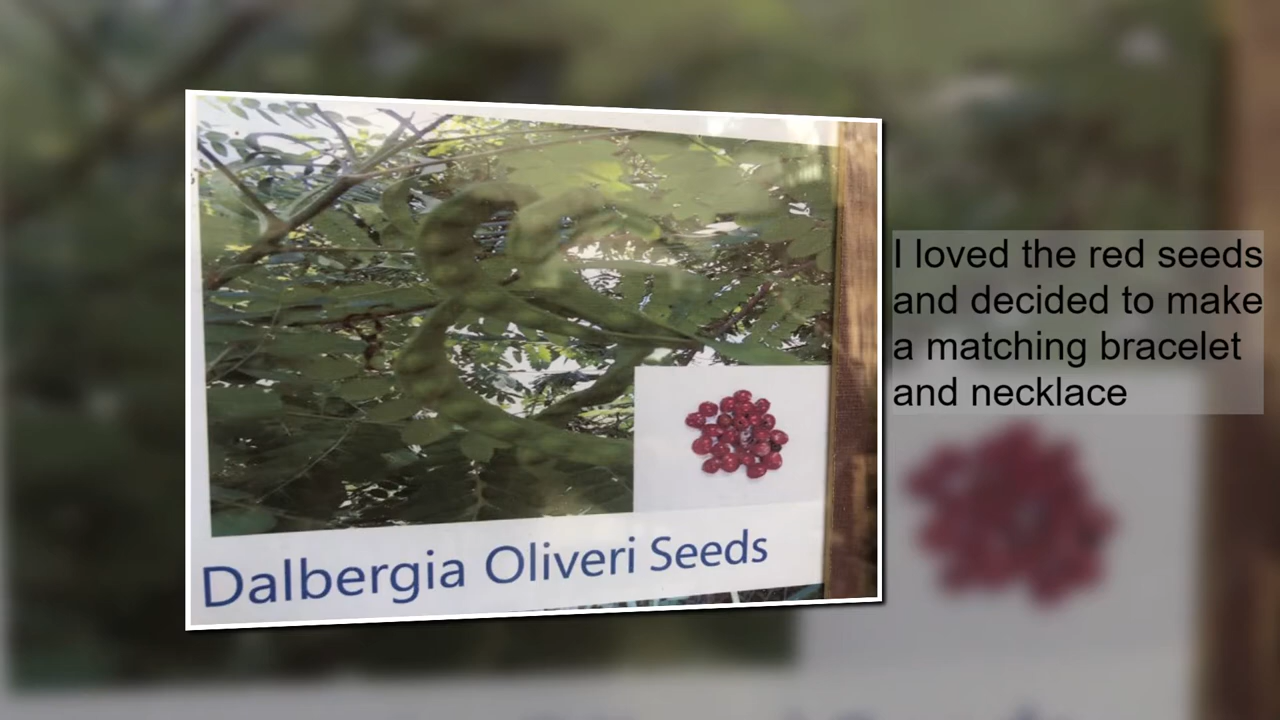 Dalbergia Oliveri Seeds
I loved the red seeds
and decided to make
a matching bracelet
and necklace